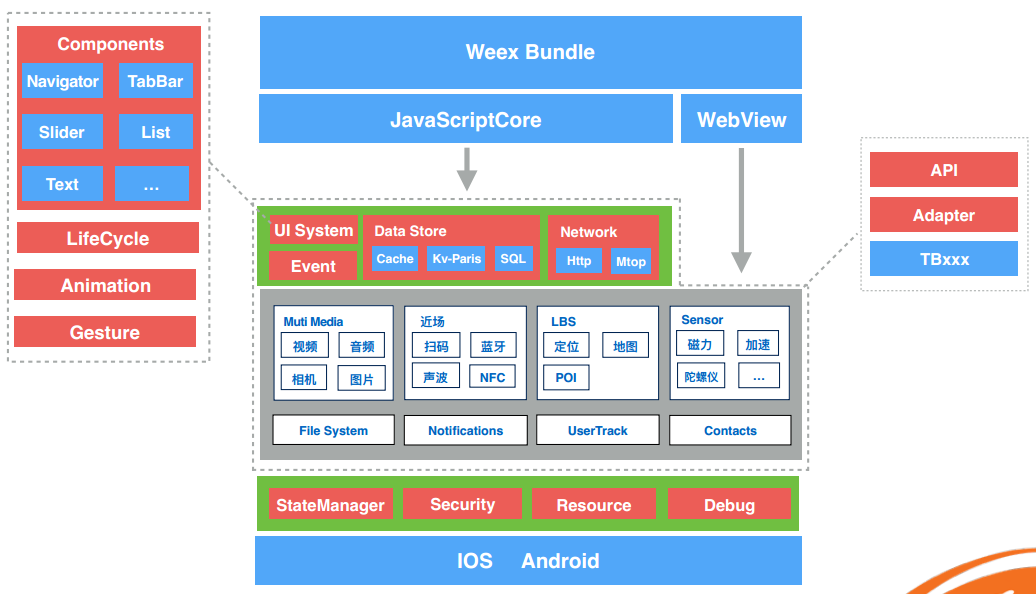 Components
Navigator
TabBar
Slider
List
Text
...
LifeCycle
Animation
Gesture
Weex Bundle
JavaScriptCore
WebView
UI System
Event
Data Store
Cache
Kv-Paris
SQL
Network
Http
Mtop
API
Adapter
TBxxx
Muti Media
视频
音频
相机
图片
近场
扫码
蓝牙
声波
NFC
LBS
定位
地图
POI
Sensor
磁力
加速
陀螺仪
...
File System
Notifications
UserTrack
Contacts
StateManager
Security
Resource
Debug
IOS Android